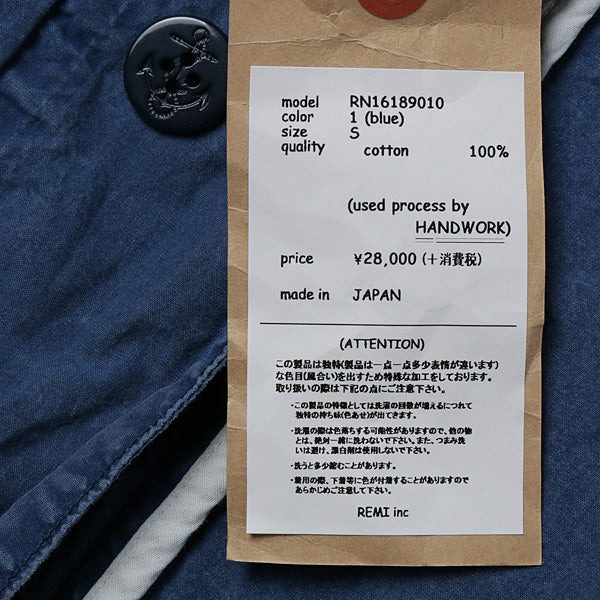 model RN16189010
color 1 (blue)
size S
quality cotton 100%
(used process by
HANDWORK)
price ¥28,000 (+消費税)
made in JAPAN
(ATTENTION)
この製品は独特(製品は一点一点多少表情が違います)
な色目(風合い)を出すため特殊な加工をしております。
取り扱いの際は下記の点にご注意下さい。
・この製品の特徴としては洗濯の回数が増えるにつれて
独特の持ち味(色あせ)が出てきます。
・洗濯の際は色落ちする可能性がありますので、他の物
とは、絶対一緒に洗わないで下さい。また、つまみ洗
いは避け、漂白剤は使用しないで下さい。
・洗うと多少縮むことがあります。
・着用の際、下着等に色が付着することがありますので
あらかじめご注意して下さい。
REMI inc